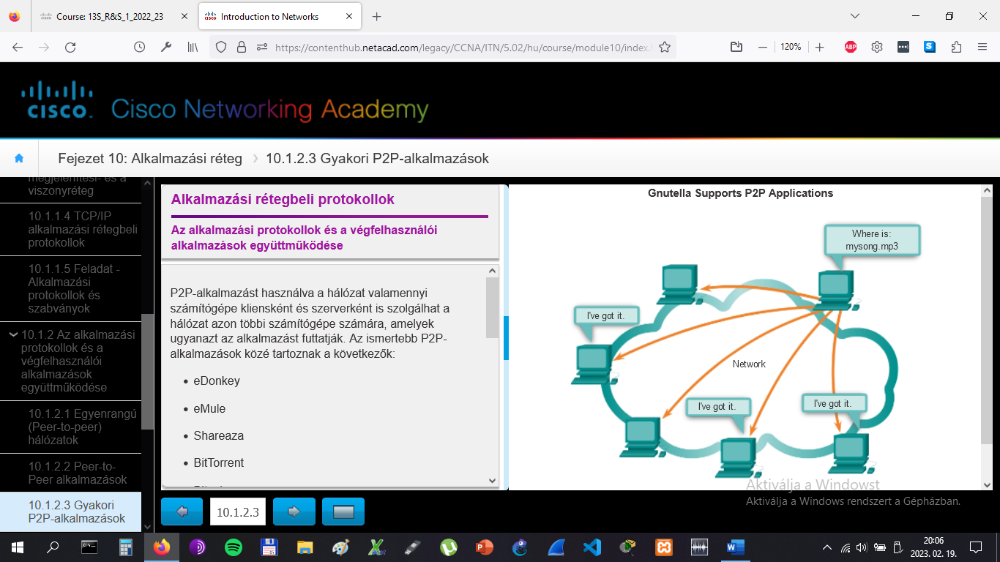 Course: 13S_R&S_1_2022_23
Introduction to Networks
https://contenthub.netacad.com/legacy/CCNA/ITN/5.02/hu/course/module10/index.h
120%
ABP
S
CISCO
Cisco Networking Academy
Fejezet 10: Alkalmazási réteg
10.1.2.3 Gyakori P2P-alkalmazások
megjelenítési- és a
viszonyréteg
10.1.1.4 TCP/IP
alkalmazási rétegbeli
protokollok
10.1.1.5 Feladat -
Alkalmazási
protokollok és
szabványok
10.1.2 Az alkalmazási
protokollok és a
végfelhasználói
alkalmazások
együttműködése
10.1.2.1 Egyenrangú
(Peer-to-peer)
hálózatok
10.1.2.2 Peer-to-
Peer alkalmazások
10.1.2.3 Gyakori
P2P-alkalmazások
Alkalmazási rétegbeli protokollok
Az alkalmazási protokollok és a végfelhasználói
alkalmazások együttműködése
P2P-alkalmazást használva a hálózat valamennyi
számítógépe kliensként és szerverként is szolgálhat a
hálózat azon többi számítógépe számára, amelyek
ugyanazt az alkalmazást futtatják. Az ismertebb P2P-
alkalmazások közé tartoznak a következők:
• eDonkey
• eMule
• Shareaza
• BitTorrent
10.1.2.3
Gnutella Supports P2P Applications
Where is:
mysong.mp3
I've got it.
Network
I've got it.
I've got it.
Aktiválja a Windowst
Aktiválja a Windows rendszert a Gépházban.
20:06
2023. 02. 19.